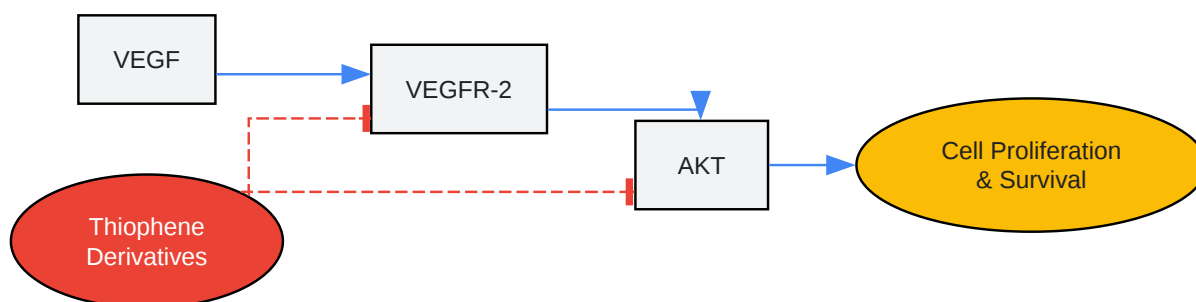 VEGF
VEGFR-2
AKT
Cell Proliferation
& Survival
Thiophene
Derivatives